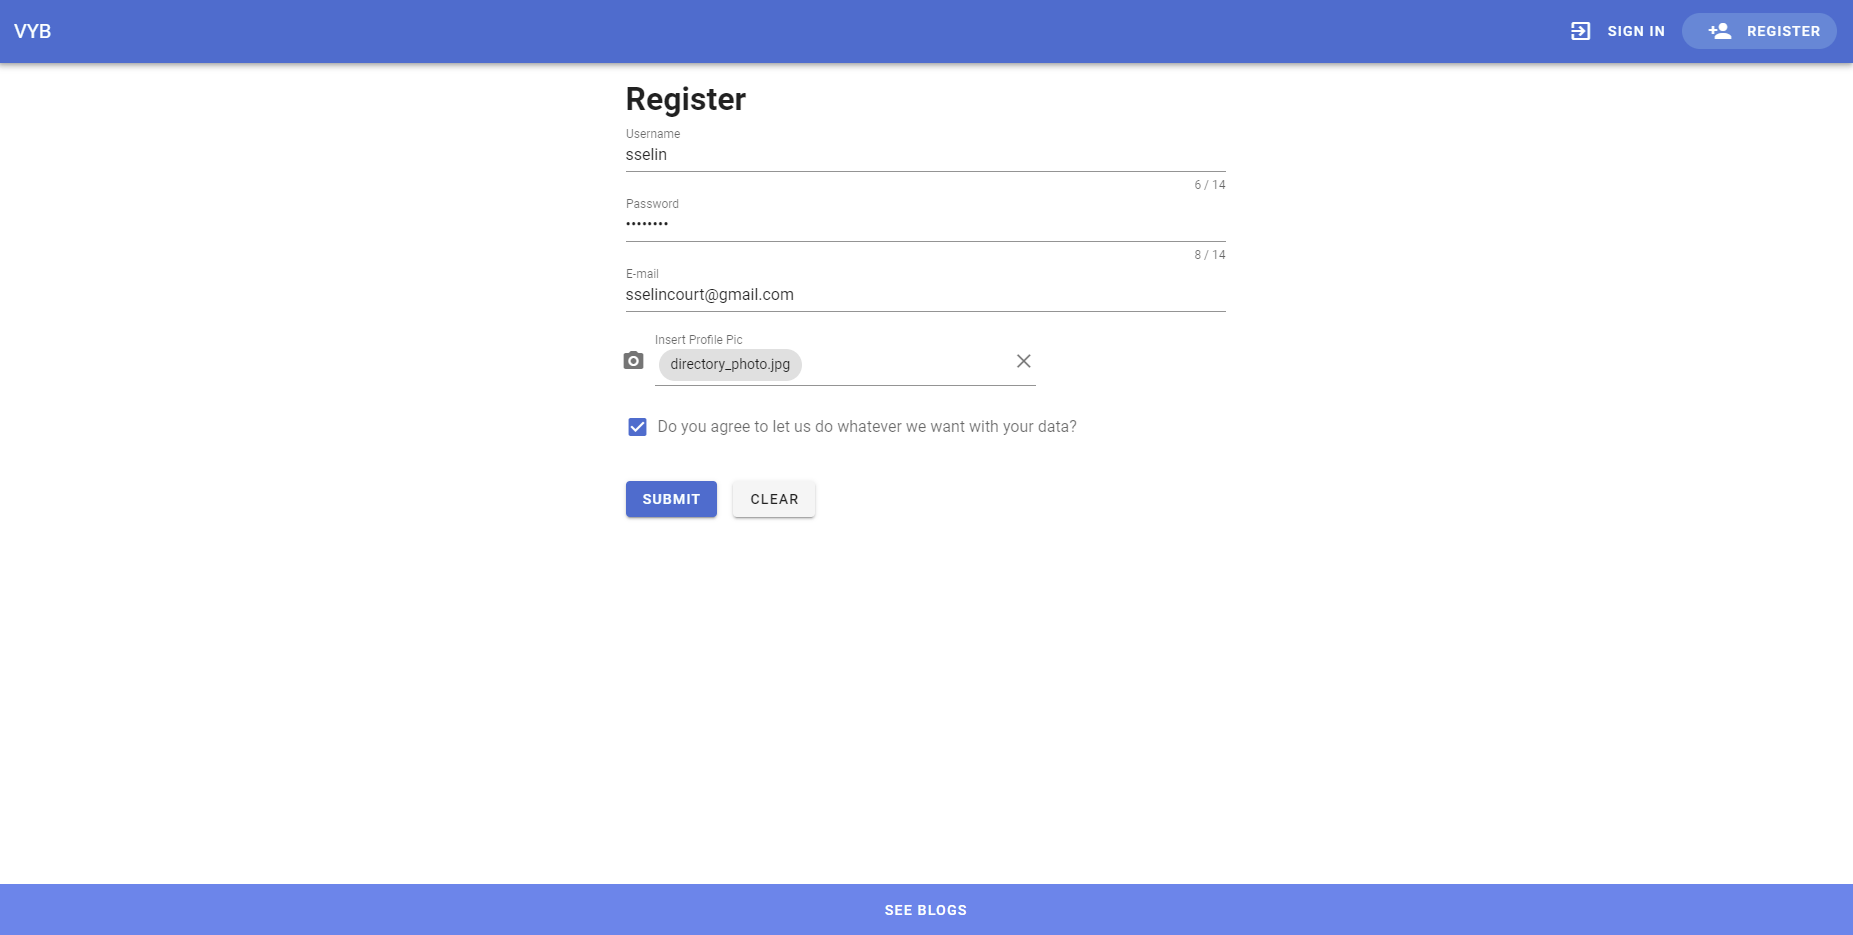 VYB
SIGN IN
REGISTER
Register
Username
sselin
6 / 14
Password
••••••••
8 / 14
E-mail
sselincourt@gmail.com
Insert Profile Pic
directory_photo.jpg
Do you agree to let us do whatever we want with your data?
SUBMIT
CLEAR
SEE BLOGS